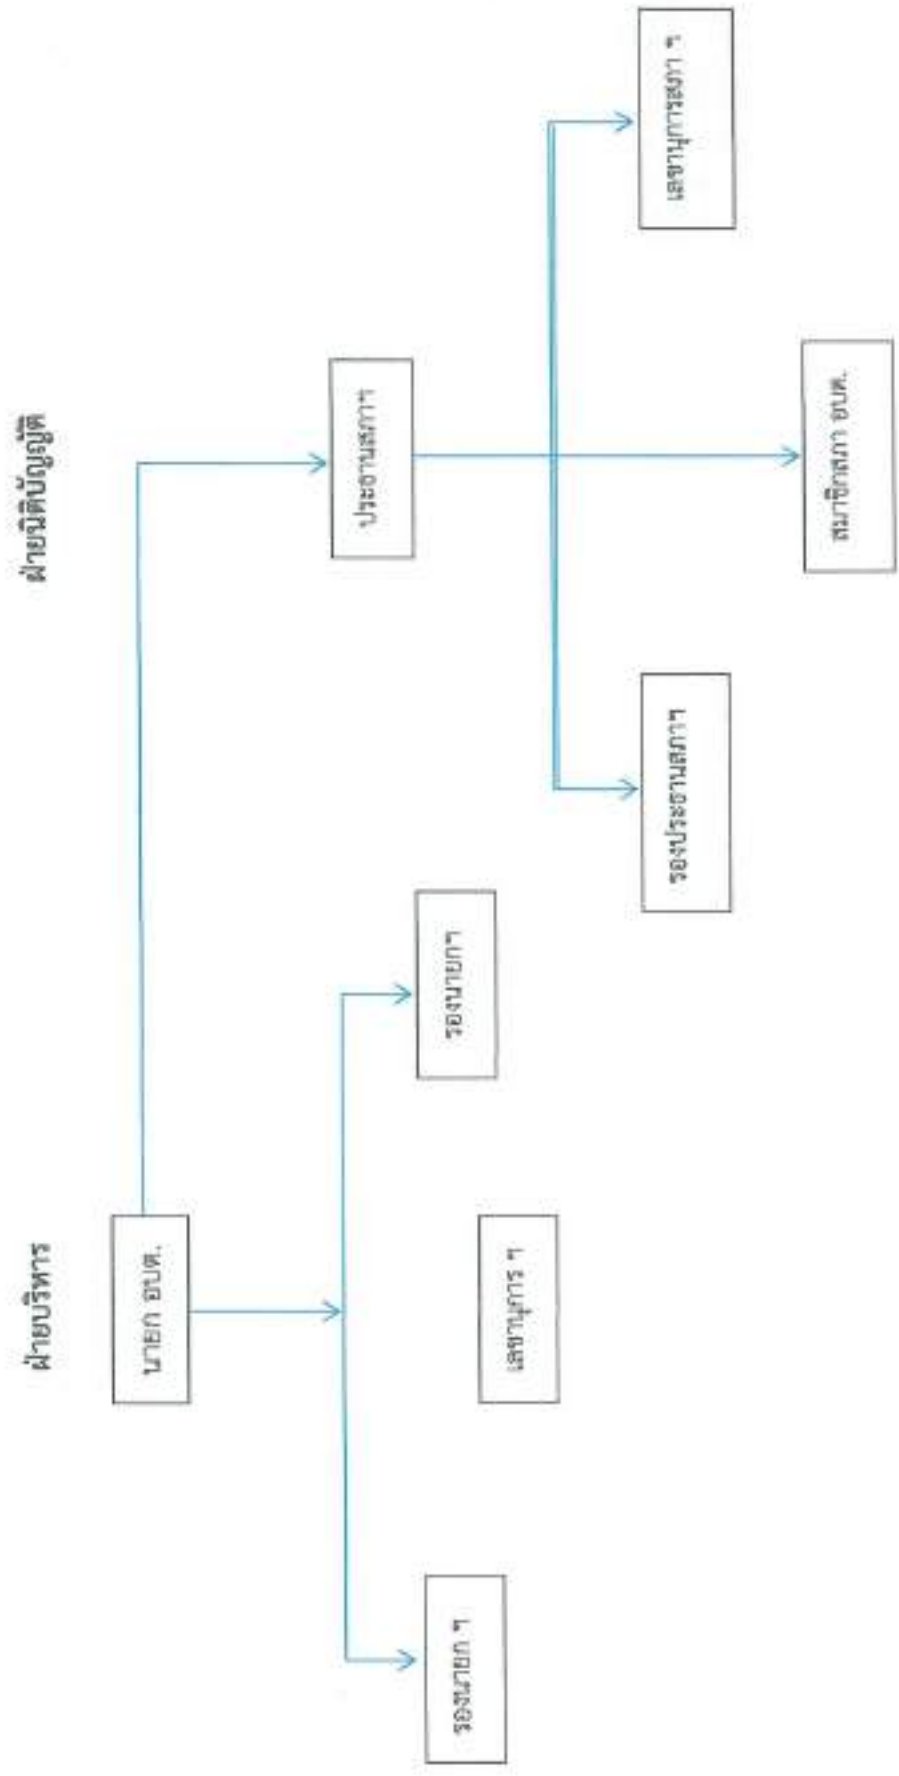 ฝ่ายบริหาร
ฝ่ายนิติบัญญัติ
นายก อบต.
ประธานสภาฯ
รองนายก ฯ
เลขานุการ ฯ
รองนายกฯ
รองประธานสภาฯ
เลขานุการสภา ฯ
สมาชิกสภา อบต.